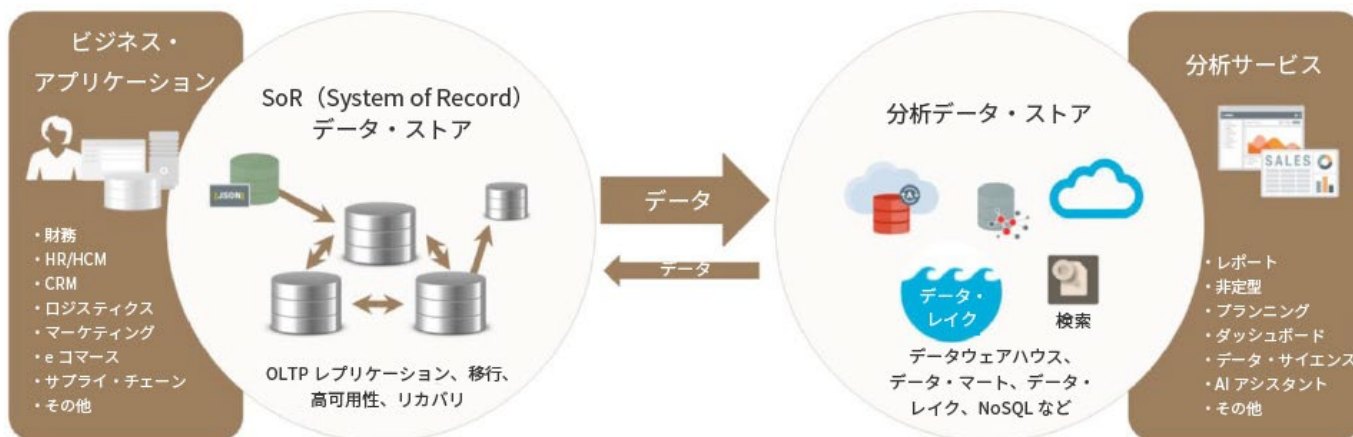 ビジネス・
アプリケーション
・財務
・HR/HCM
・CRM
・ロジスティクス
・マーケティング
・e コマース
・サプライ・チェーン
・その他
SoR（System of Record）
データ・ストア
{JSON}
OLTP レプリケーション、移行、
高可用性、リカバリ
データ
データ
分析データ・ストア
A
データ・
レイク
検索
データウェアハウス、
データ・マート、データ・
レイク、NoSQL など
分析サービス
SALES
・レポート
・非定型
・プランニング
・ダッシュボード
・データ・サイエンス
・AI アシスタント
・その他